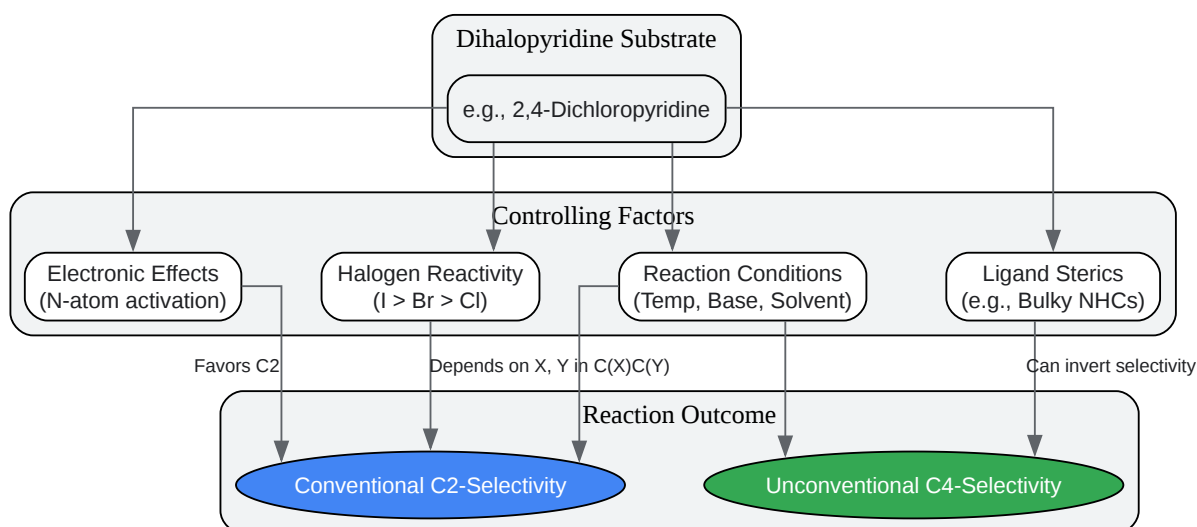 Dihalopyridine Substrate
e.g., 2,4-Dichloropyridine
Controlling Factors
Electronic Effects
(N-atom activation)
Halogen Reactivity
(I > Br > Cl)
Reaction Conditions
(Temp, Base, Solvent)
Ligand Sterics
(e.g., Bulky NHCs)
Favors C2
Depends on X, Y in C(X)C(Y)
Can invert selectivity
Reaction Outcome
Conventional C2-Selectivity
Unconventional C4-Selectivity